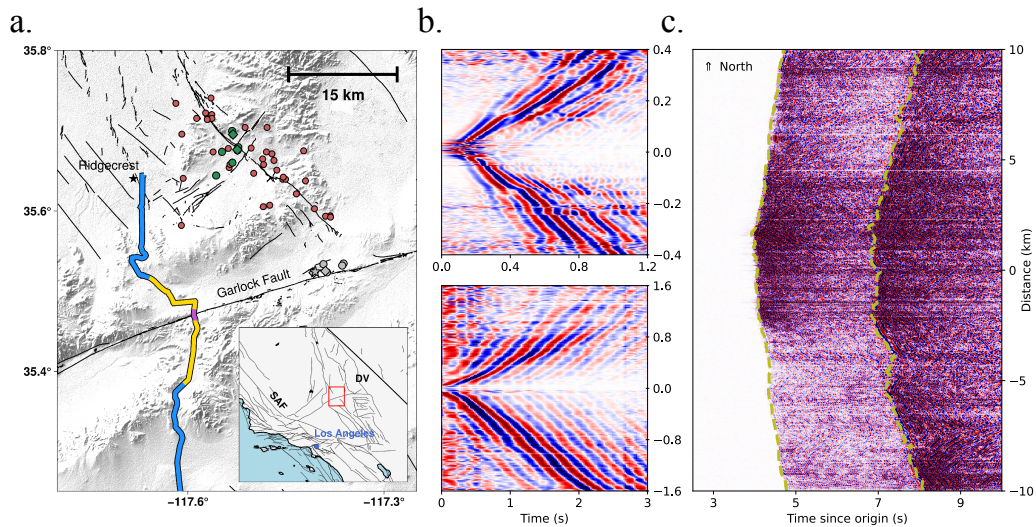 a.
35.8°
35.6°
35.4°
−117.6°
−117.3°
15 km
Ridgecrest
Garlock Fault
DV
SAF
Los Angeles
b.
0.4
0.2
0.0
−0.2
−0.4
0.0 0.4 0.8 1.2
1.6
0.8
0.0
−0.8
−1.6
0 1 2 3
Time (s)
c.
⇑ North
10
5
0
−5
−10
Distance (km)
3 5 7 9
Time since origin (s)